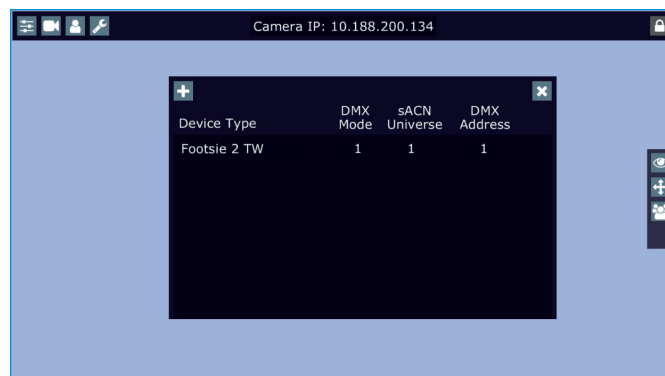 Camera IP: 10.188.200.134
DMX sACN DMX
Device Type Mode Universe Address
Footsie 2 TW 1 1 1